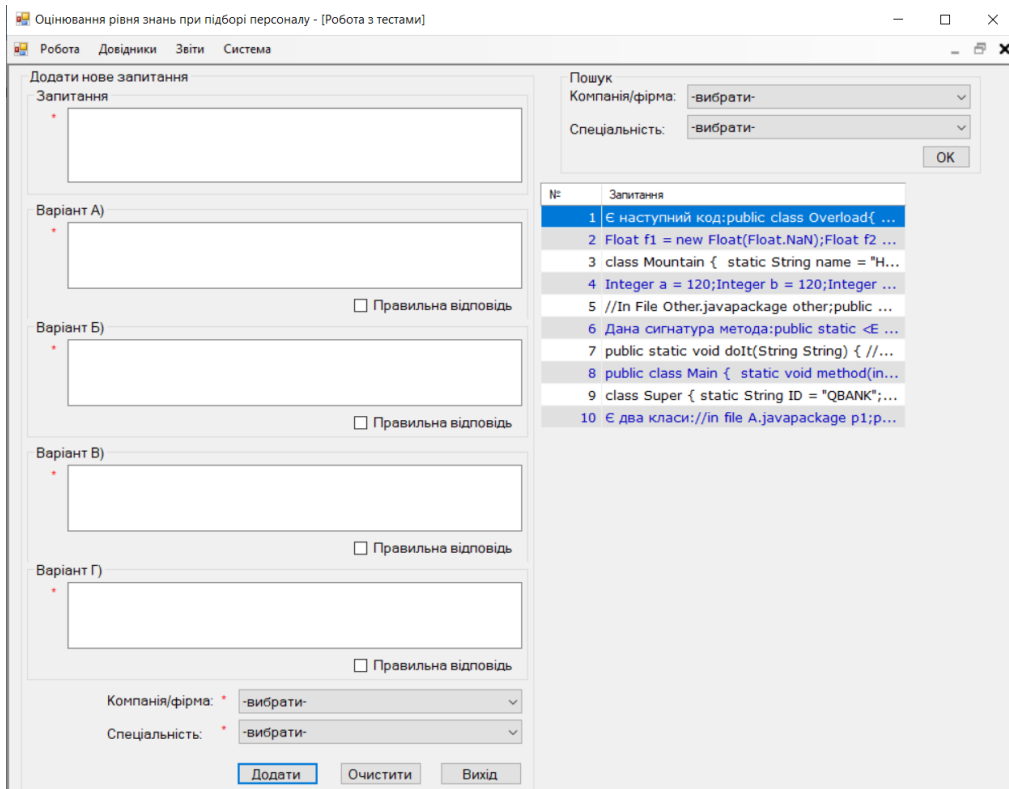 Оцінювання рівня знань при підборі персоналу - [Робота з тестами]
Робота Довідники Звіти Система
Додати нове запитання
Запитання
*
Варіант А)
*
Правильна відповідь
Варіант Б)
*
Правильна відповідь
Варіант В)
*
Правильна відповідь
Варіант Г)
*
Правильна відповідь
Компанія/фірма: * -вибрати-
Спеціальність: * -вибрати-
Додати Очистити Вихід
Пошук
Компанія/фірма: -вибрати-
Спеціальність: -вибрати-
OK
№ Запитання
1 Є наступний код:public class Overload{ ...
2 Float f1 = new Float(Float.NaN);Float f2 ...
3 class Mountain { static String name = "H...
4 Integer a = 120;Integer b = 120;Integer ...
5 //In File Other.javapackage other;public ...
6 Дана сигнатура метода:public static <E ...
7 public static void doIt(String String) { //...
8 public class Main { static void method(in...
9 class Super { static String ID = "QBANK";...
10 Є два класи://in file A.javapackage p1;p...